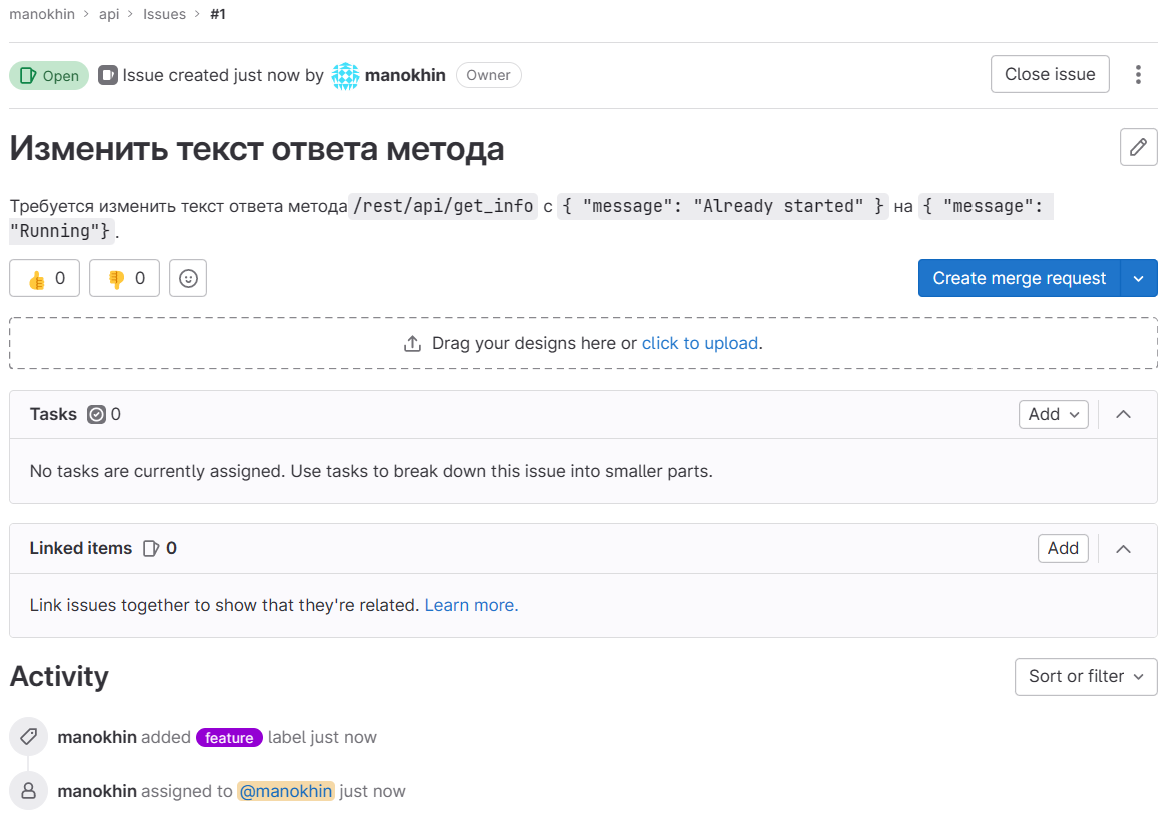 manokhin > api > Issues > #1
Open Issue created just now by manokhin Owner Close issue
Изменить текст ответа метода
Требуется изменить текст ответа метода /rest/api/get_info с { "message": "Already started" } на { "message":
"Running"}.
👍 0 👎 0 Create merge request
Drag your designs here or click to upload.
Tasks 0 Add
No tasks are currently assigned. Use tasks to break down this issue into smaller parts.
Linked items 0 Add
Link issues together to show that they're related. Learn more.
Activity Sort or filter
manokhin added feature label just now
manokhin assigned to @manokhin just now